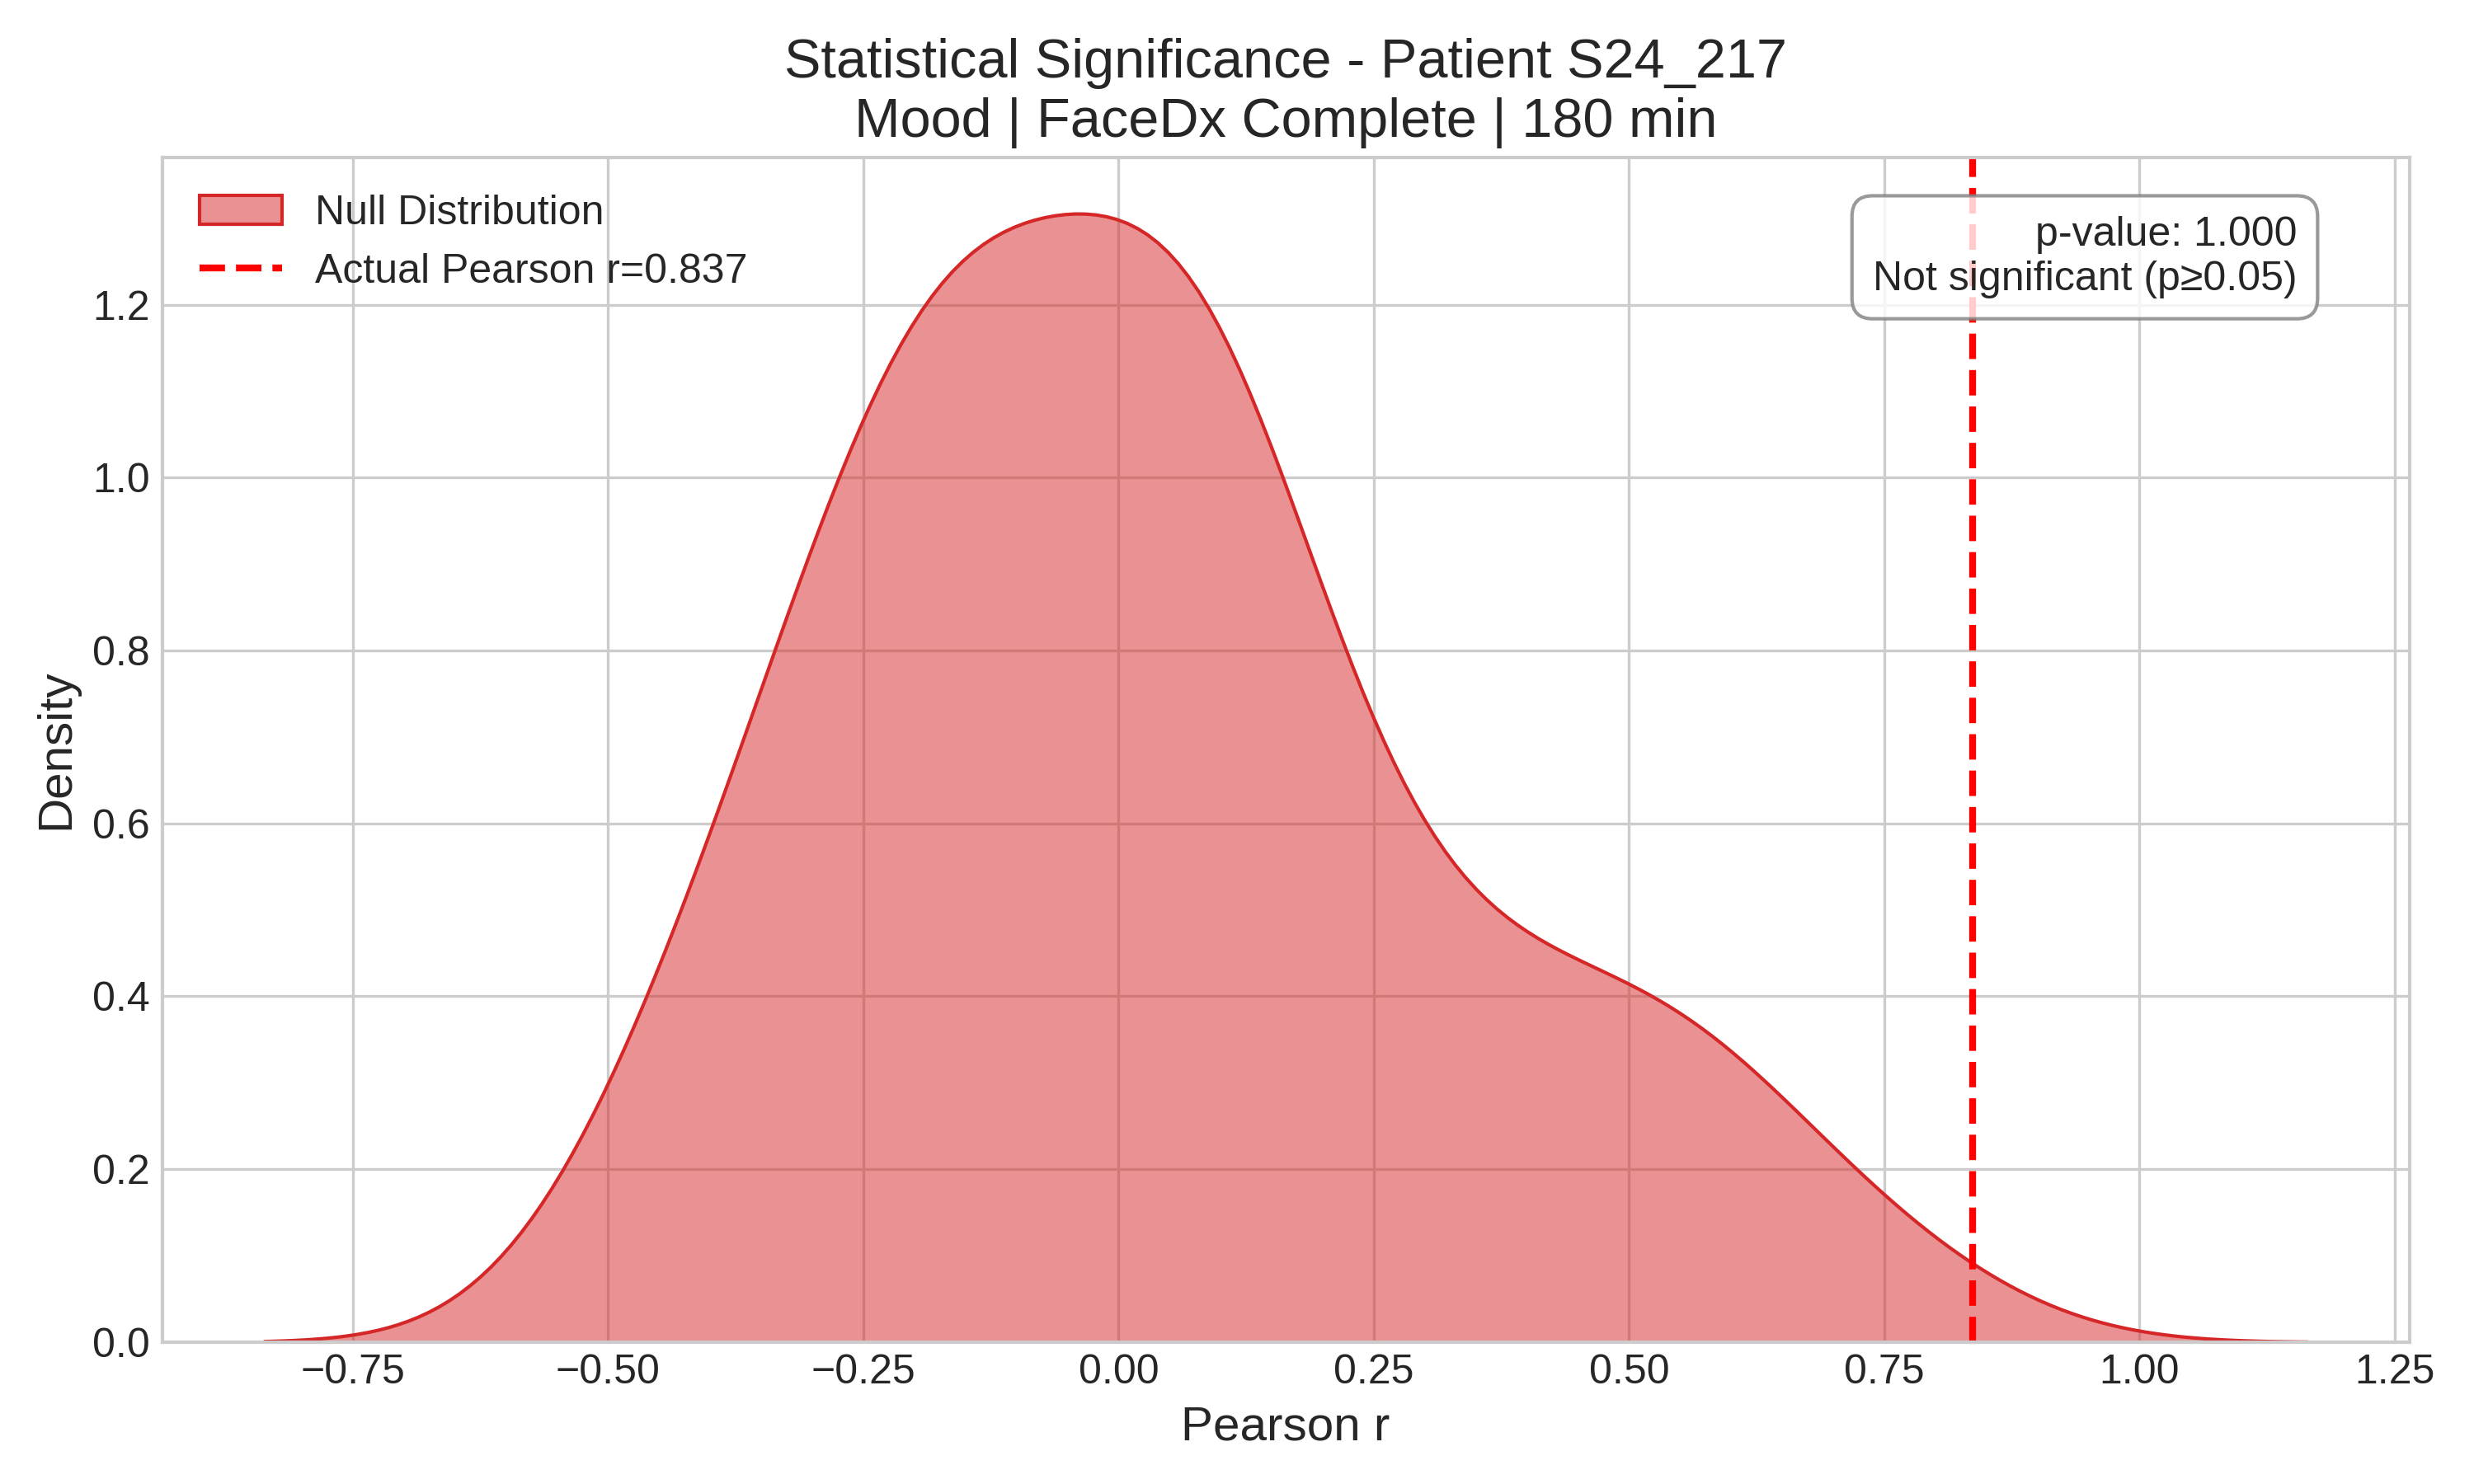 Statistical Significance - Patient S24_217
Mood | FaceDx Complete | 180 min
Null Distribution
Actual Pearson r=0.837
p-value: 1.000
Not significant (p≥0.05)
Density
1.2
1.0
0.8
0.6
0.4
0.2
0.0
−0.75 −0.50 −0.25 0.00 0.25 0.50 0.75 1.00 1.25
Pearson r